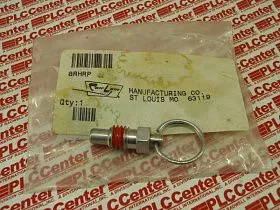 8RHRP
Qty:1
MANUFACTURING CO.
ST LOUIS MO 63119
PLCCenter